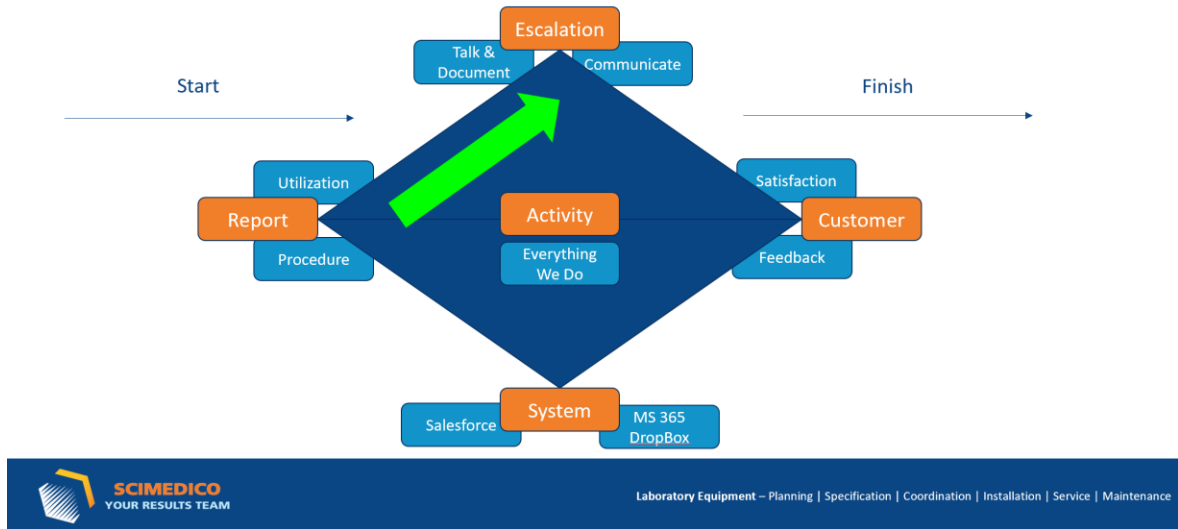 Escalation
Talk &
Document
Communicate
Start
Finish
Utilization
Satisfaction
Report
Activity
Customer
Procedure
Everything
We Do
Feedback
System
Salesforce
MS 365
DropBox
SCIMEDICO
YOUR RESULTS TEAM
Laboratory Equipment – Planning | Specification | Coordination | Installation | Service | Maintenance